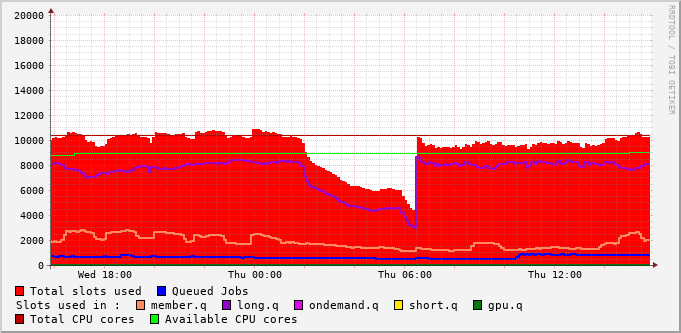 RRDTOOL / TOBI OETIKER
20000
18000
16000
14000
12000
10000
8000
6000
4000
2000
0
Wed 18:00 Thu 00:00 Thu 06:00 Thu 12:00
Total slots used Queued Jobs
Slots used in : member.q long.q ondemand.q short.q gpu.q
Total CPU cores Available CPU cores